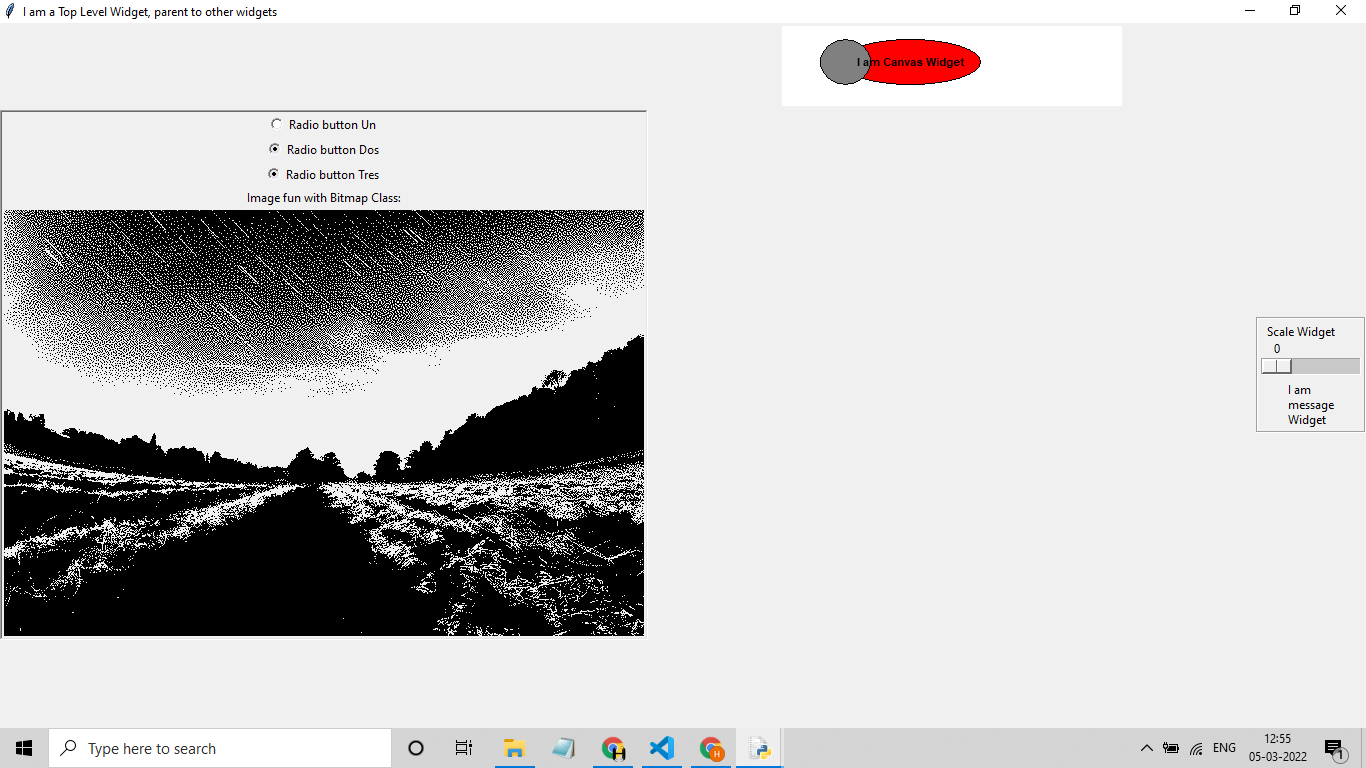 I am a Top Level Widget, parent to other widgets
I am Canvas Widget
Radio button Un
Radio button Dos
Radio button Tres
Image fun with Bitmap Class:
Scale Widget
0
I am
message
Widget
Type here to search
H
H
ENG
12:55
05-03-2022
1